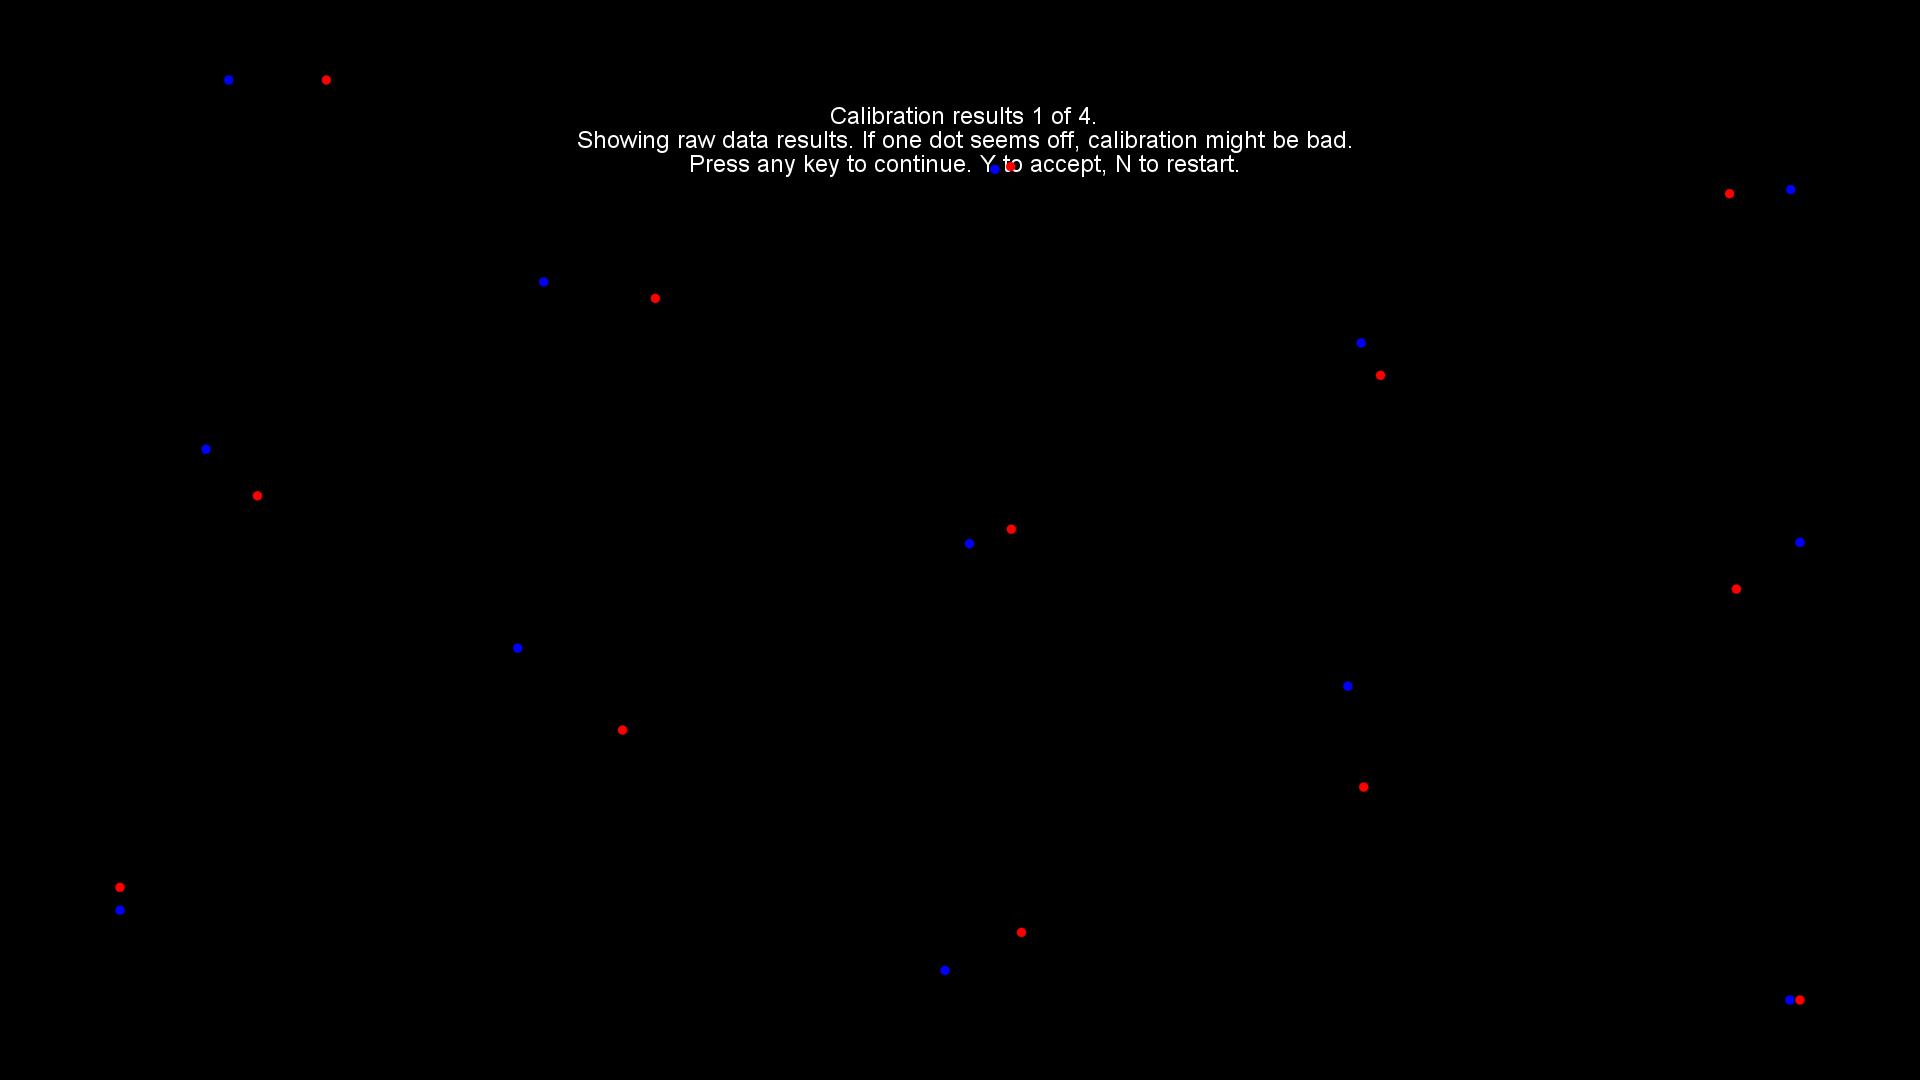 Calibration results 1 of 4.
Showing raw data results. If one dot seems off, calibration might be bad.
Press any key to continue. Y to accept, N to restart.